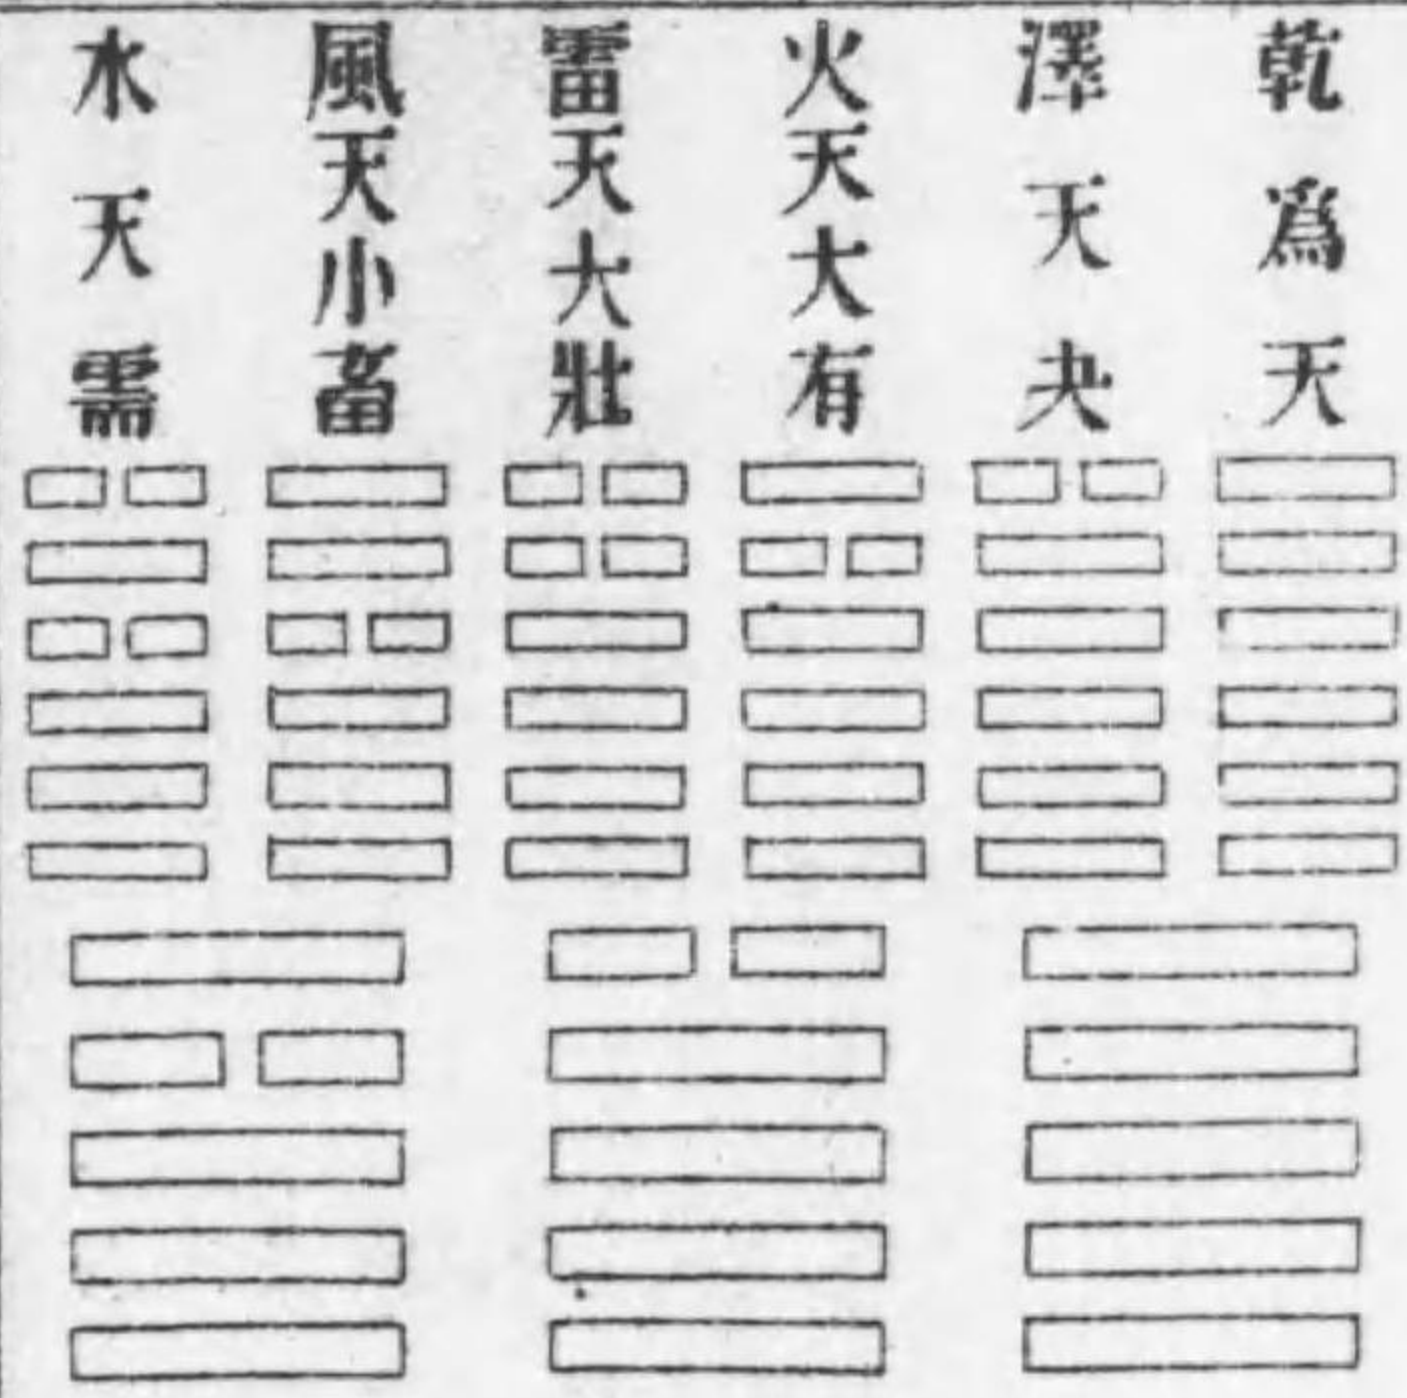 乾爲天
澤天夬
火天大有
雷天大壯
風天小畜
水天需